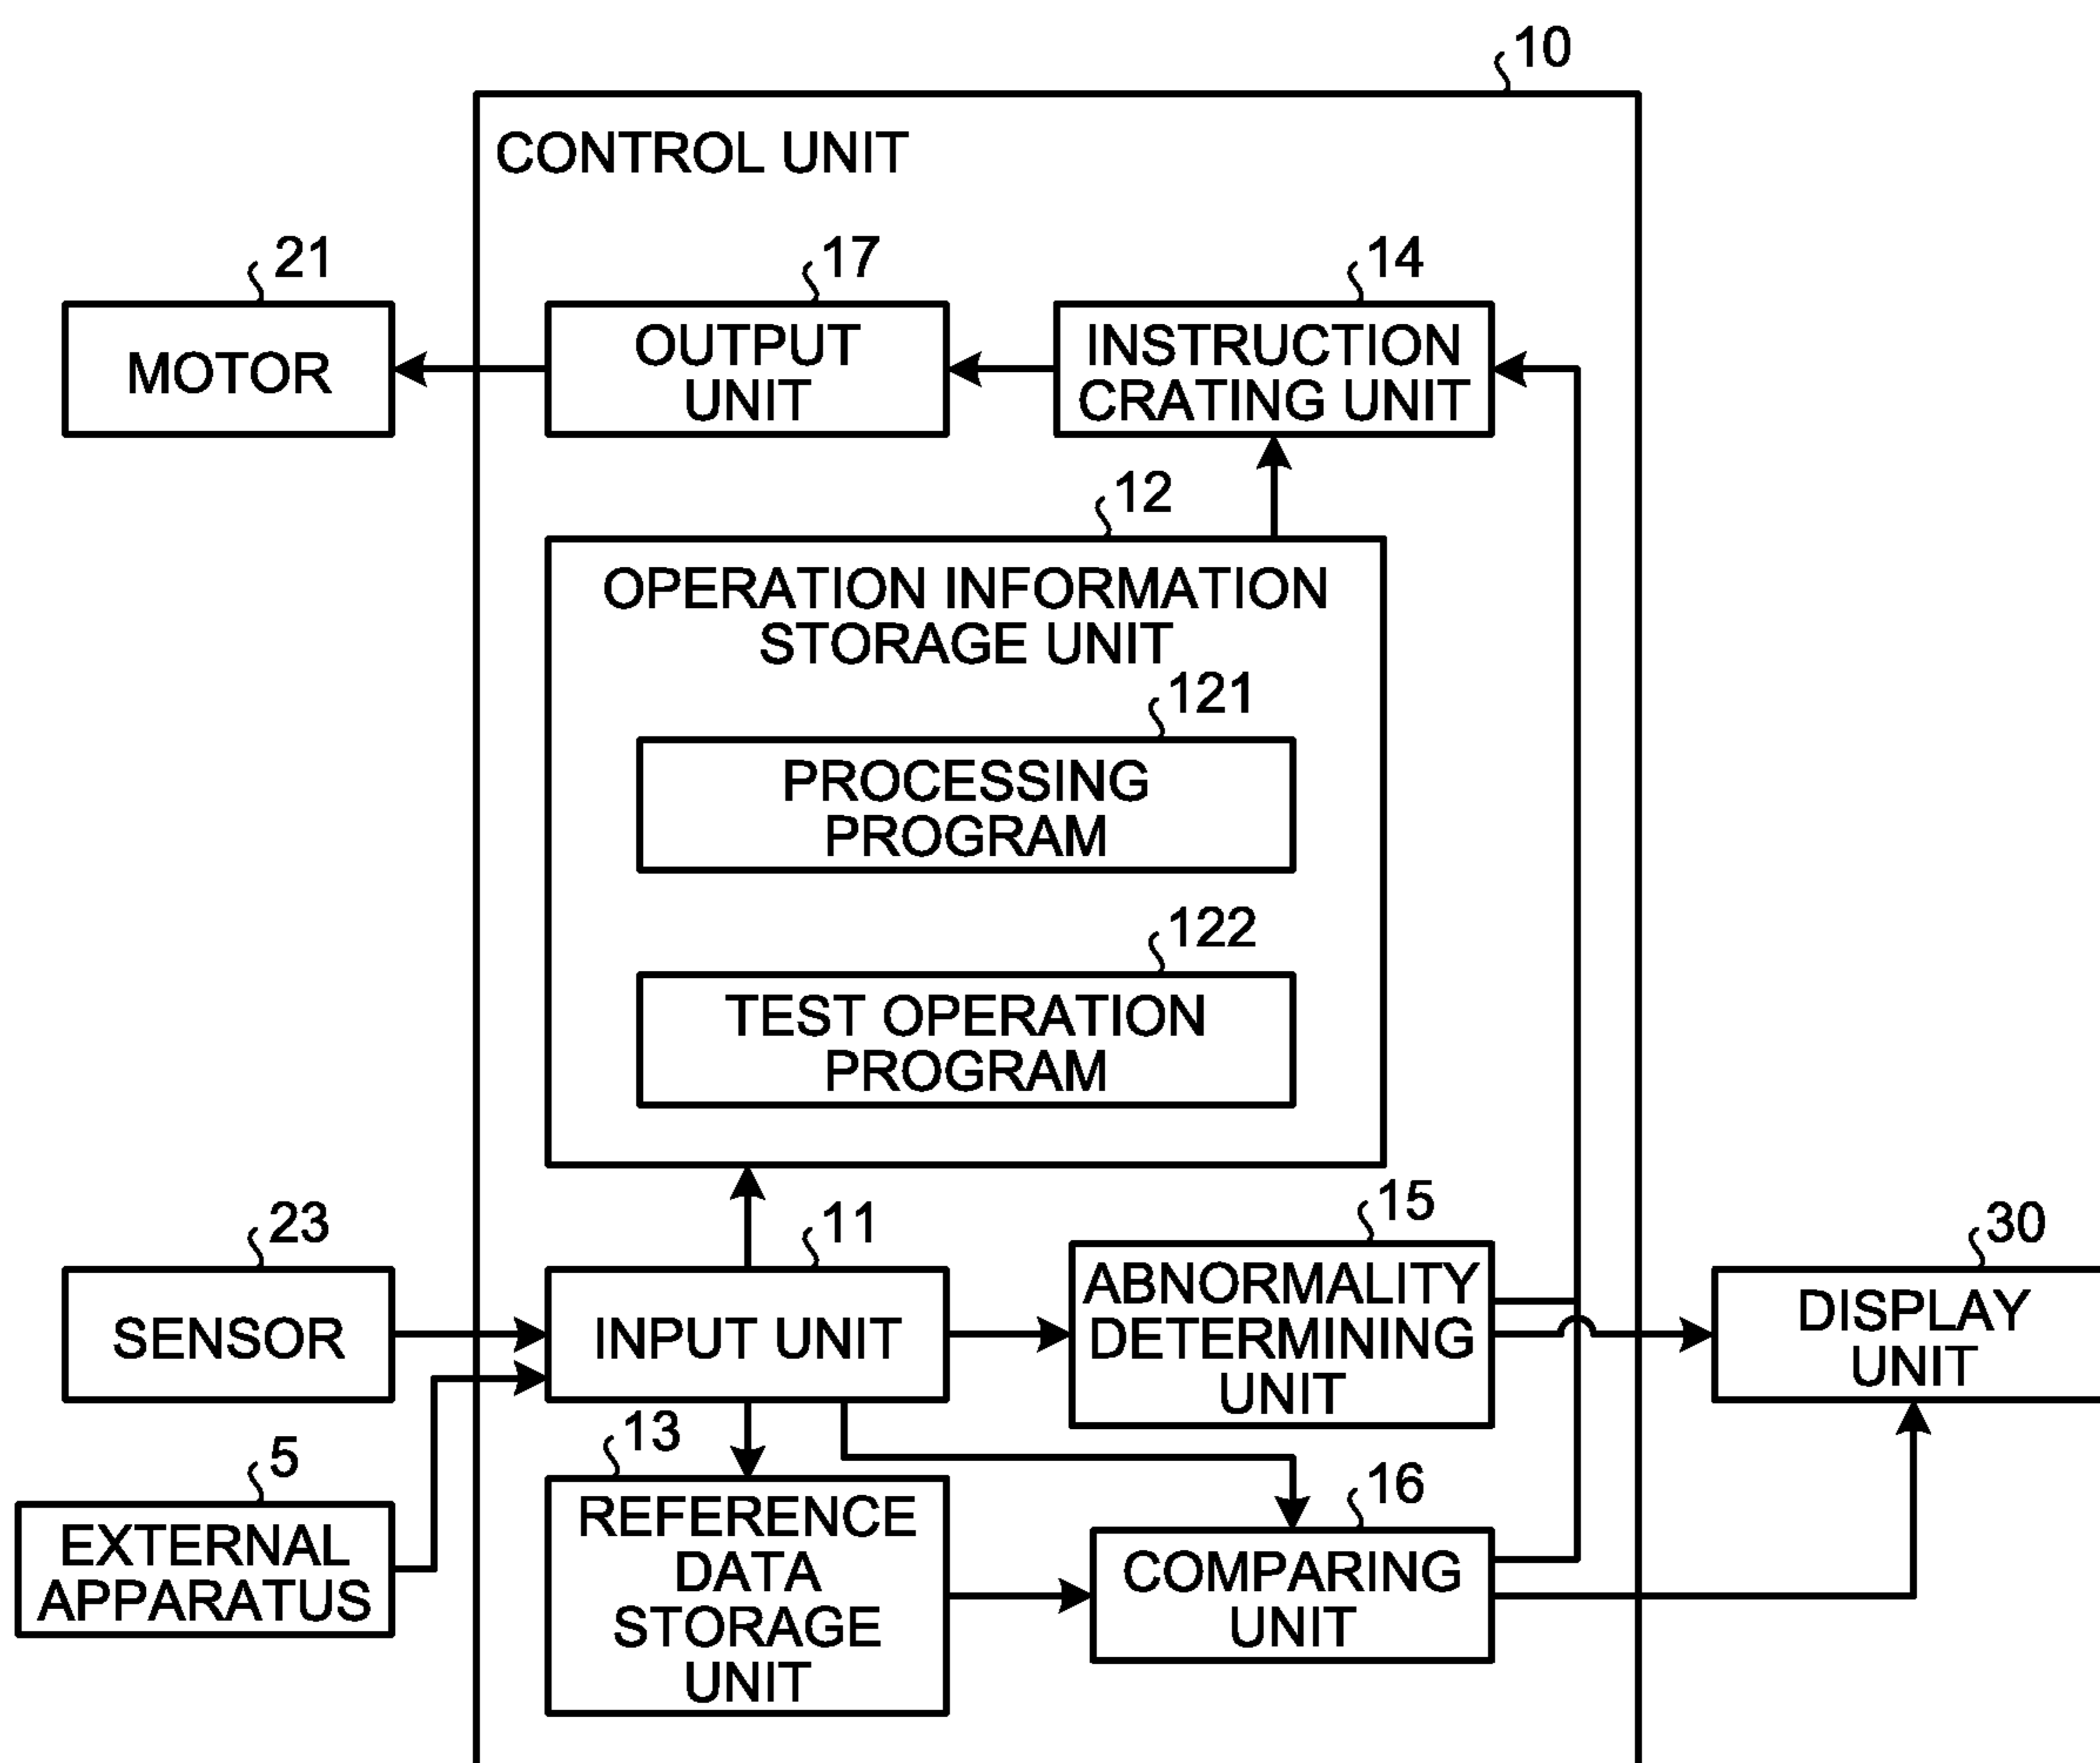 10
CONTROL UNIT
21
17
14
MOTOR
OUTPUT
UNIT
INSTRUCTION
CRATING UNIT
12
OPERATION INFORMATION
STORAGE UNIT
121
PROCESSING
PROGRAM
122
TEST OPERATION
PROGRAM
23
11
15
30
SENSOR
INPUT UNIT
ABNORMALITY
DETERMINING
UNIT
DISPLAY
UNIT
5
13
16
EXTERNAL
APPARATUS
REFERENCE
DATA
STORAGE
UNIT
COMPARING
UNIT